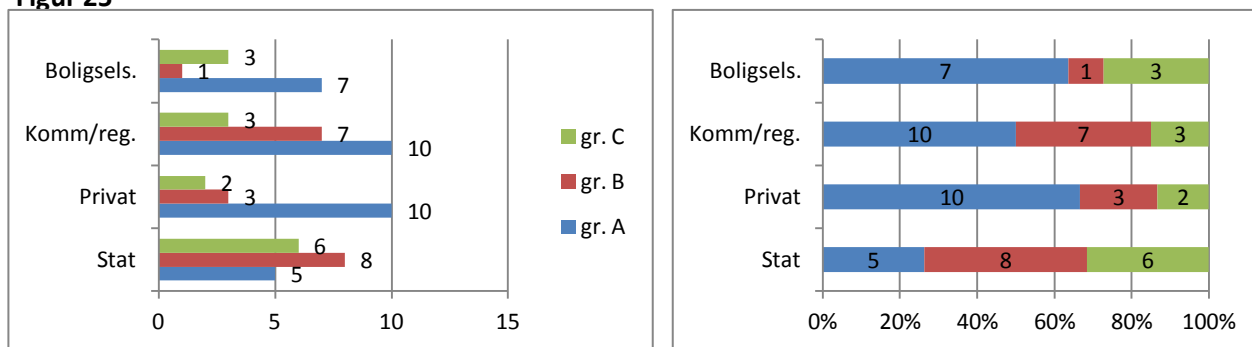 Figur 25
Boligsels.
3
1
7
Komm/reg.
3
7
10
Privat
2
3
10
Stat
6
8
5
0 5 10 15
gr. C
gr. B
gr. A
Boligsels. 7 1 3
Komm/reg. 10 7 3
Privat 10 3 2
Stat 5 8 6
0% 20% 40% 60% 80% 100%